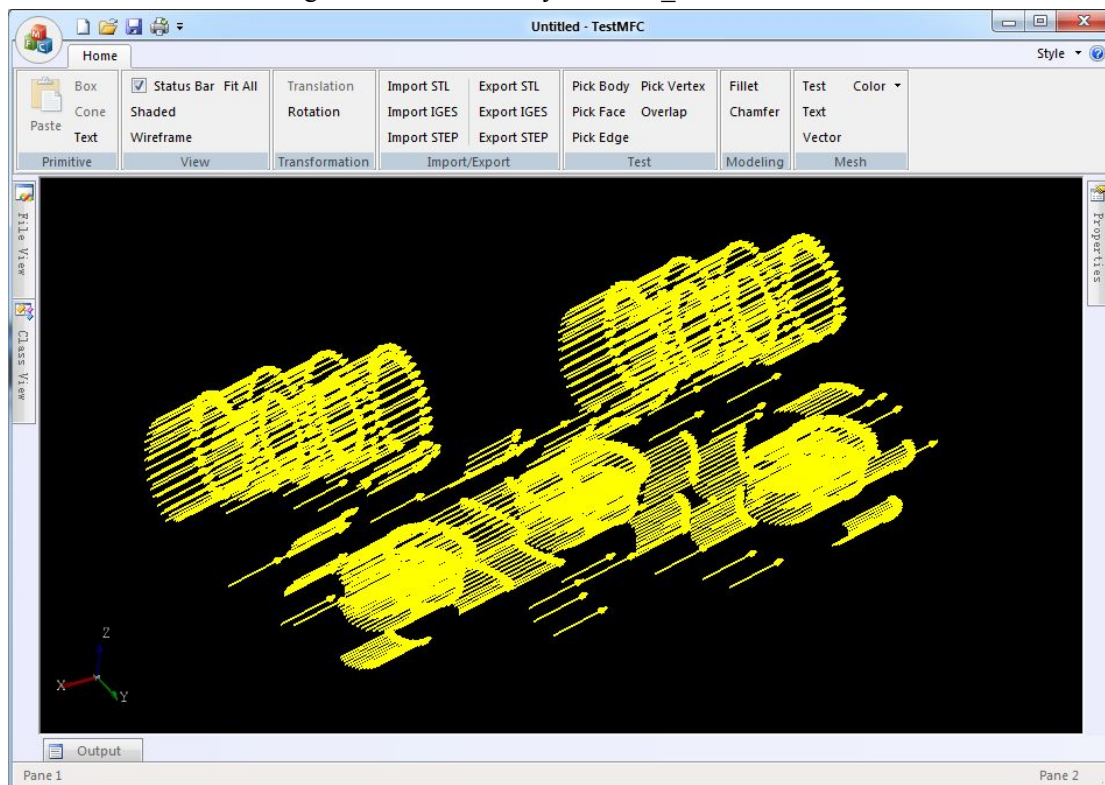 Untitled - TestMFC
Home
Style
Paste
Box
Cone
Text
Primitive
Status Bar Fit All
Shaded
Wireframe
View
Translation
Rotation
Transformation
Import STL Export STL
Import IGES Export IGES
Import STEP Export STEP
Import/Export
Pick Body Pick Vertex
Pick Face Overlap
Pick Edge
Test
Fillet
Chamfer
Modeling
Test Color
Text
Vector
Mesh
File View
Class View
Properties
Z
X
Y
Output
Pane 1
Pane 2